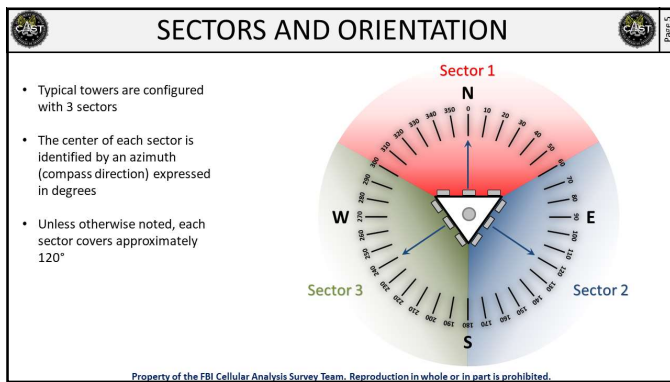 CAST
SECTORS AND ORIENTATION
CAST
Page 5
• Typical towers are configured
with 3 sectors
• The center of each sector is
identified by an azimuth
(compass direction) expressed
in degrees
• Unless otherwise noted, each
sector covers approximately
120°
Sector 1
N
0
10
20
30
40
50
60
70
80
90
100
110
120
130
140
150
160
170
180
190
200
210
220
230
240
250
260
270
280
290
300
310
320
330
340
350
W
E
S
Sector 3
Sector 2
Property of the FBI Cellular Analysis Survey Team. Reproduction in whole or in part is prohibited.